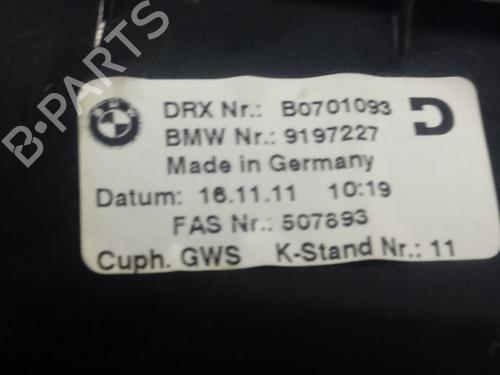 B-PARTS
DRX Nr.: B0701093
BMW Nr.: 9197227
Made in Germany
Datum: 16.11.11 10:19
FAS Nr.: 507893
Cuph. GWS K-Stand Nr.: 11